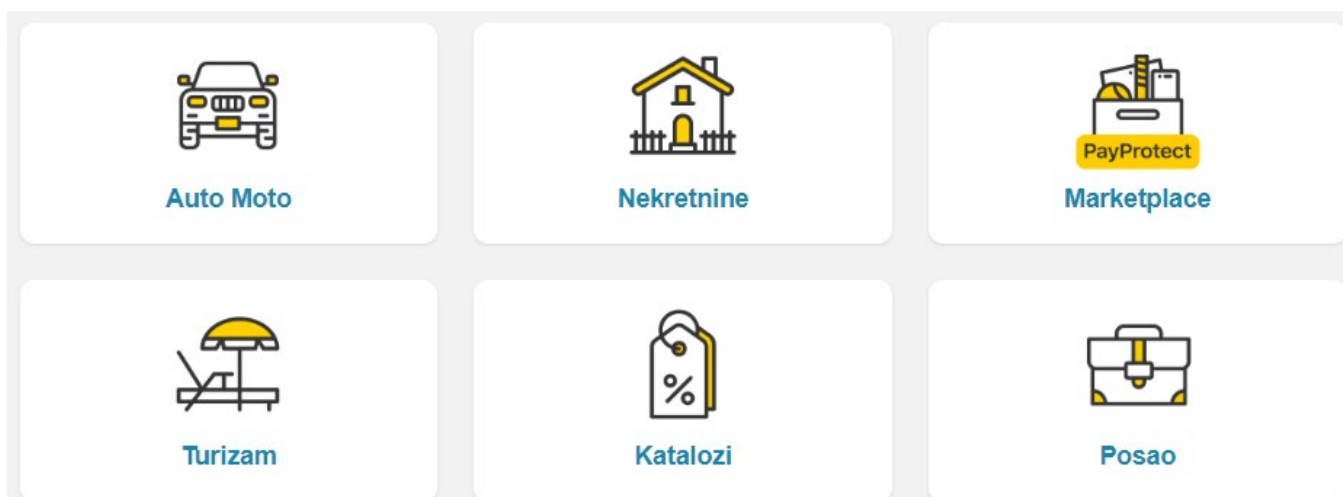 Auto Moto
Nekretnine
PayProtect
Marketplace
Turizam
%
Katalozi
Posao